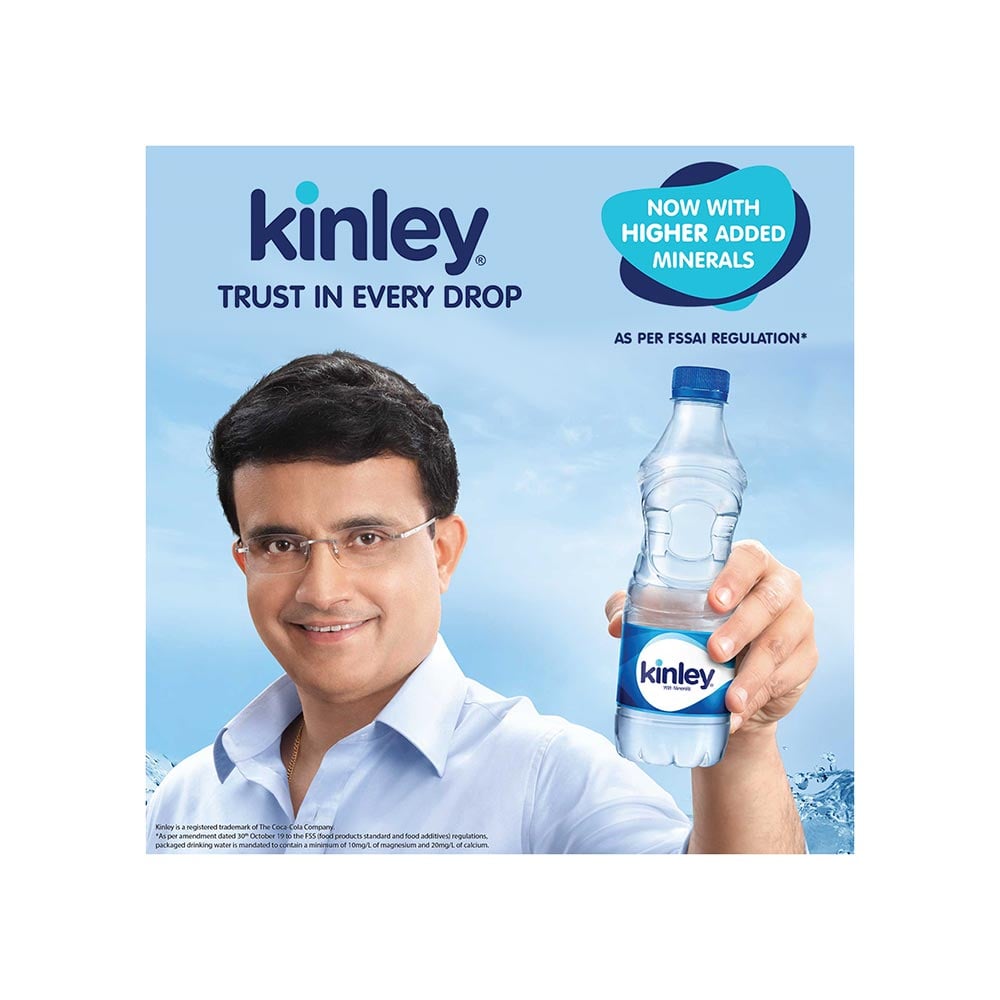 kinley®
TRUST IN EVERY DROP
NOW WITH
HIGHER ADDED
MINERALS
AS PER FSSAI REGULATION*
kinley®
With Minerals
Kinley is a registered trademark of The Coca-Cola Company.
*As per amendment dated 30th October 19 to the FSS (food products standard and food additives) regulations,
packaged drinking water is mandated to contain a minimum of 10mg/L of magnesium and 20mg/L of calcium.